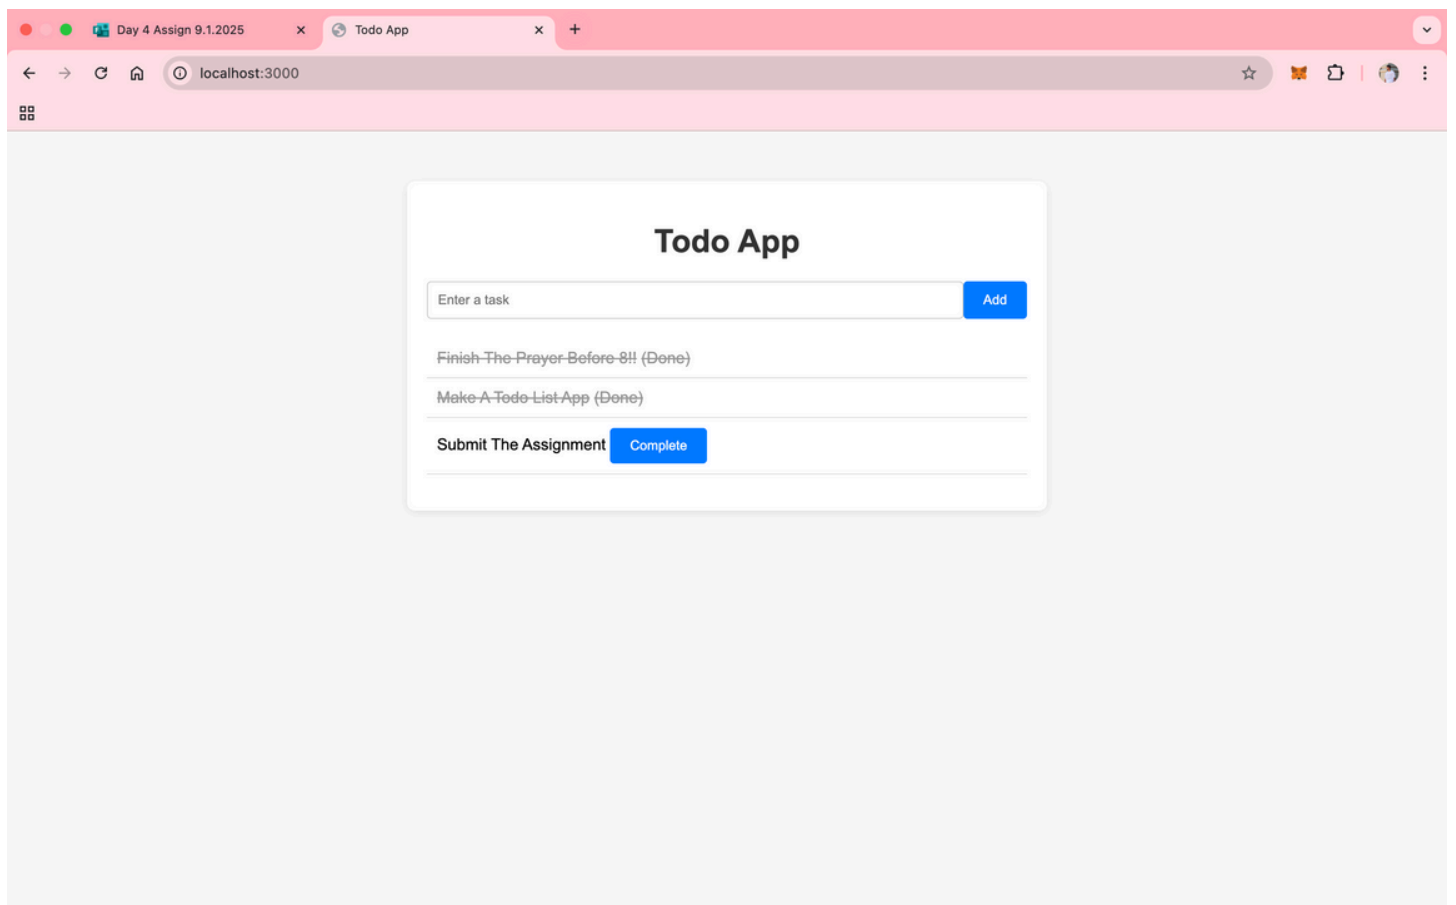 Day 4 Assign 9.1.2025
Todo App
localhost:3000
Todo App
Enter a task
Add
Finish The Prayer Before 8!! (Done)
Make A Todo List App (Done)
Submit The Assignment Complete